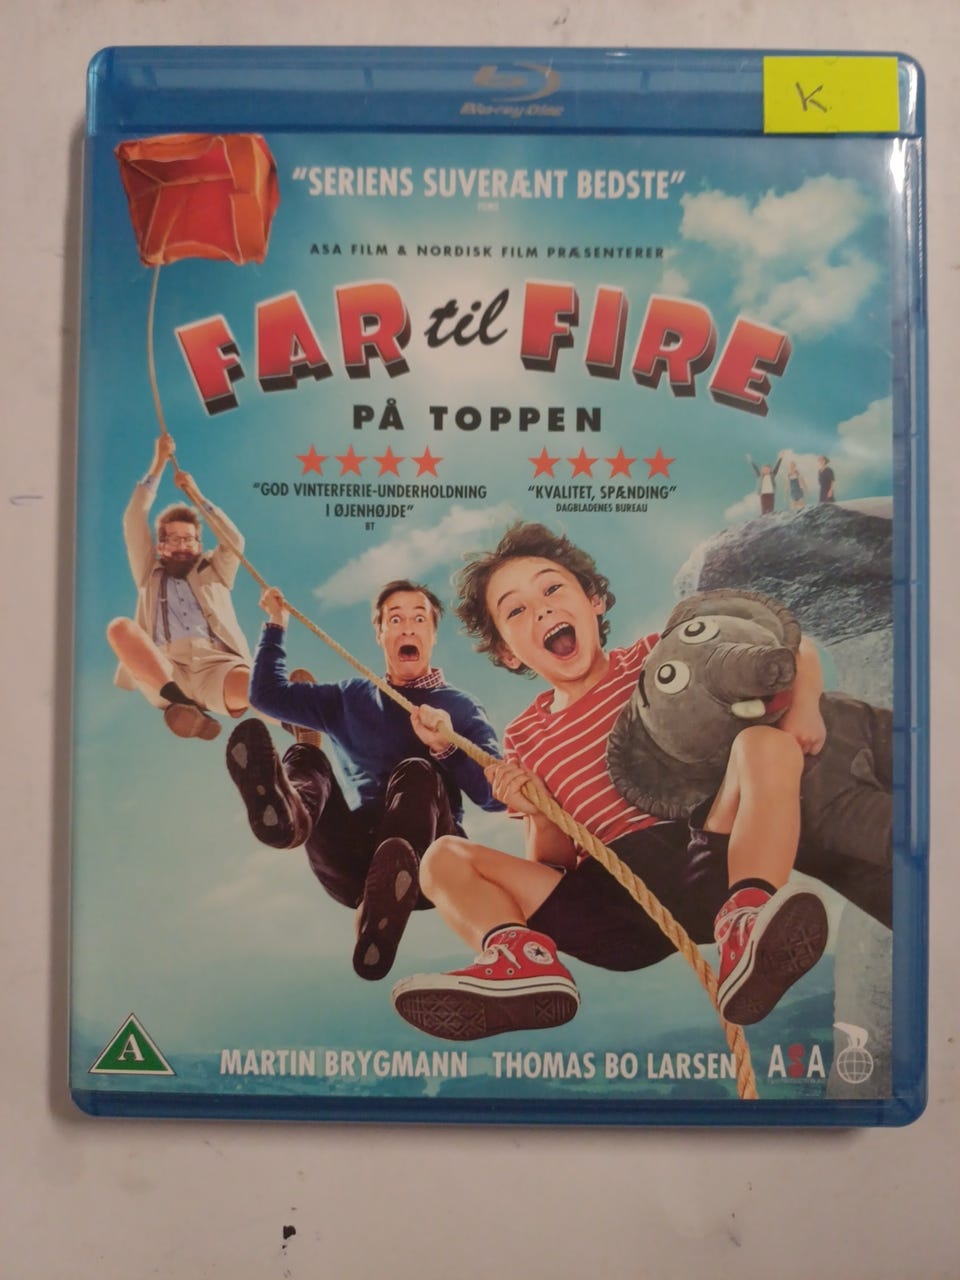 Blu-ray Disc
K
"SERIENS SUVERÆNT BEDSTE"
ASA FILM & NORDISK FILM PRÆSENTERER
FAR til FIRE
PÅ TOPPEN
"GOD VINTERFERIE-UNDERHOLDNING
I ØJENHØJDE"
BT
"KVALITET, SPÆNDING"
DAGBLADENES BUREAU
A
MARTIN BRYGMANN THOMAS BO LARSEN
ASA